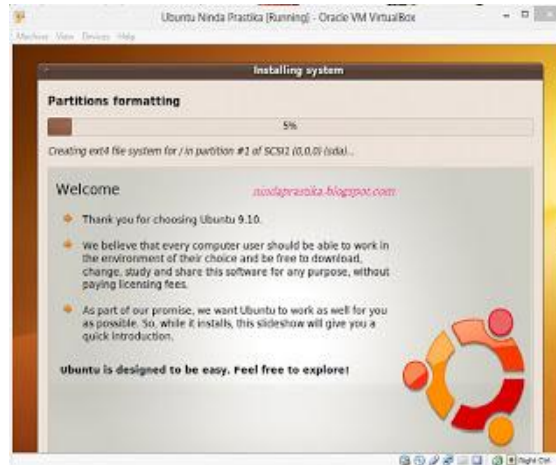 Ubuntu Ninda Prastika [Running] - Oracle VM VirtualBox
Machine View Devices Help
Installing system
Partitions formatting
5%
Creating ext4 file system for / in partition #1 of SCSI1 (0,0,0) (sda)...
Welcome
nindaprastika.blogspot.com
Thank you for choosing Ubuntu 9.10.
We believe that every computer user should be able to work in
the environment of their choice and be free to download,
change, study and share this software for any purpose, without
paying licensing fees.
As part of our promise, we want Ubuntu to work as well for you
as possible. So, while it installs, this slideshow will give you a
quick introduction.
Ubuntu is designed to be easy. Feel free to explore!
Right Ctrl